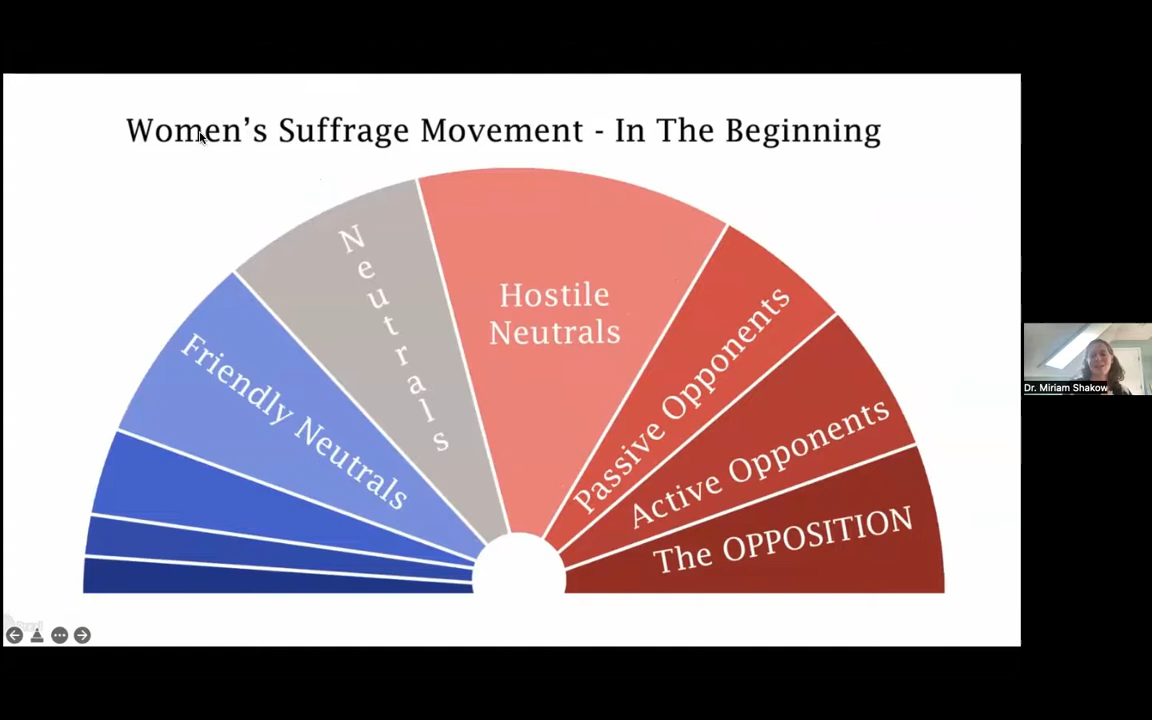 Women's Suffrage Movement - In The Beginning
Friendly Neutrals
Neutrals
Hostile
Neutrals
Passive Opponents
Active Opponents
The OPPOSITION
Dr. Miriam Shakow